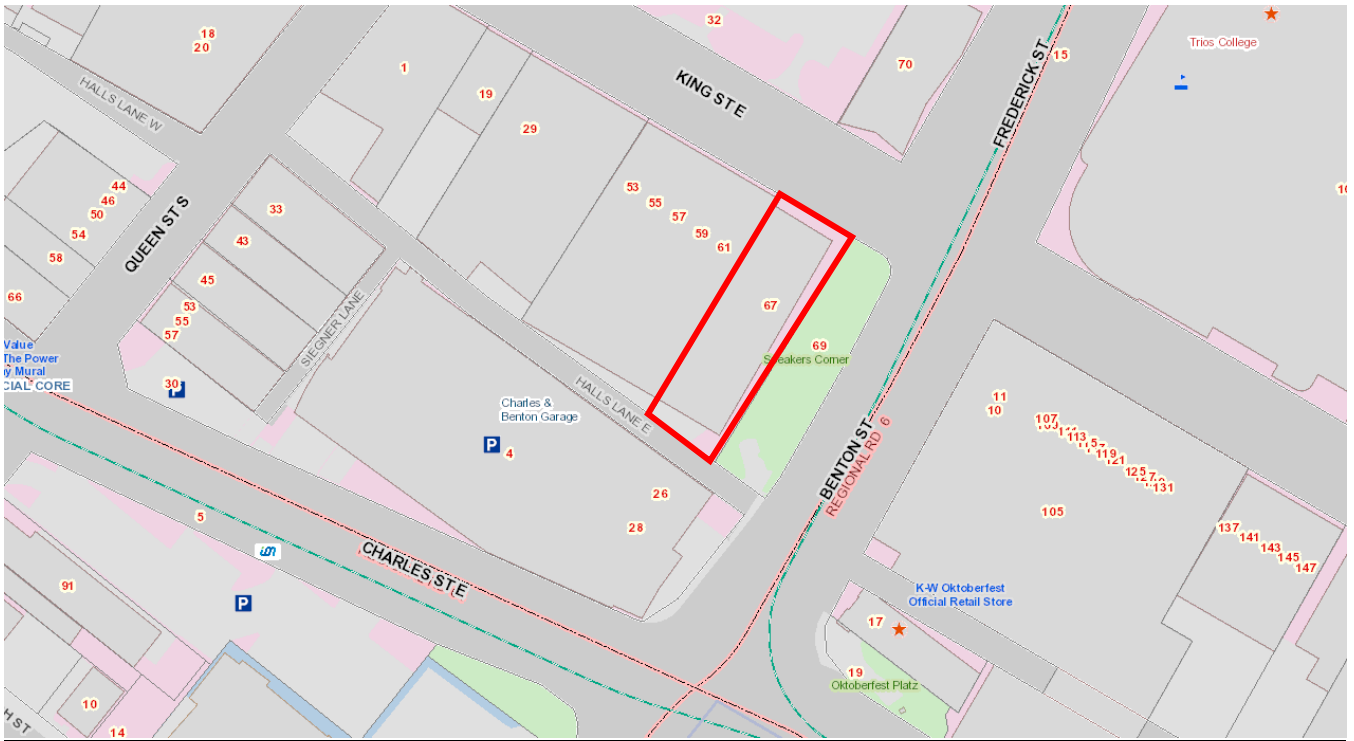 18
20
32
1
19
29
70
15
Trios College
KING ST E
FREDERICK ST
HALLS LANE W
44
46
50
54
58
66
QUEEN ST S
33
43
45
53
55
57
SIEGNER LANE
53
55
57
59
61
67
69
Speakers Corner
Value
The Power
y Mural
CIAL CORE
30
P
Charles &
Benton Garage
P
4
HALLS LANE E
26
28
BENTON ST
REGIONAL RD 6
11
10
107
113
119
121
125
131
105
137
141
143
145
147
5
CHARLES ST E
P
91
10
14
H ST
K-W Oktoberfest
Official Retail Store
17
19
Oktoberfest Platz